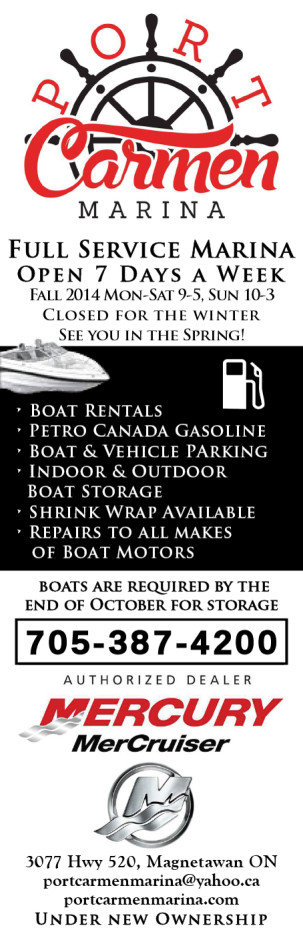 PORT
Carmen
MARINA
FULL SERVICE MARINA
OPEN 7 DAYS A WEEK
FALL 2014 MON-SAT 9-5, SUN 10-3
CLOSED FOR THE WINTER
SEE YOU IN THE SPRING!
‣ BOAT RENTALS
‣ PETRO CANADA GASOLINE
‣ BOAT & VEHICLE PARKING
‣ INDOOR & OUTDOOR
BOAT STORAGE
‣ SHRINK WRAP AVAILABLE
‣ REPAIRS TO ALL MAKES
OF BOAT MOTORS
BOATS ARE REQUIRED BY THE
END OF OCTOBER FOR STORAGE
705-387-4200
AUTHORIZED DEALER
MERCURY
MerCruiser
M
3077 Hwy 520, Magnetawan ON
portcarmenmarina@yahoo.ca
portcarmenmarina.com
UNDER NEW OWNERSHIP